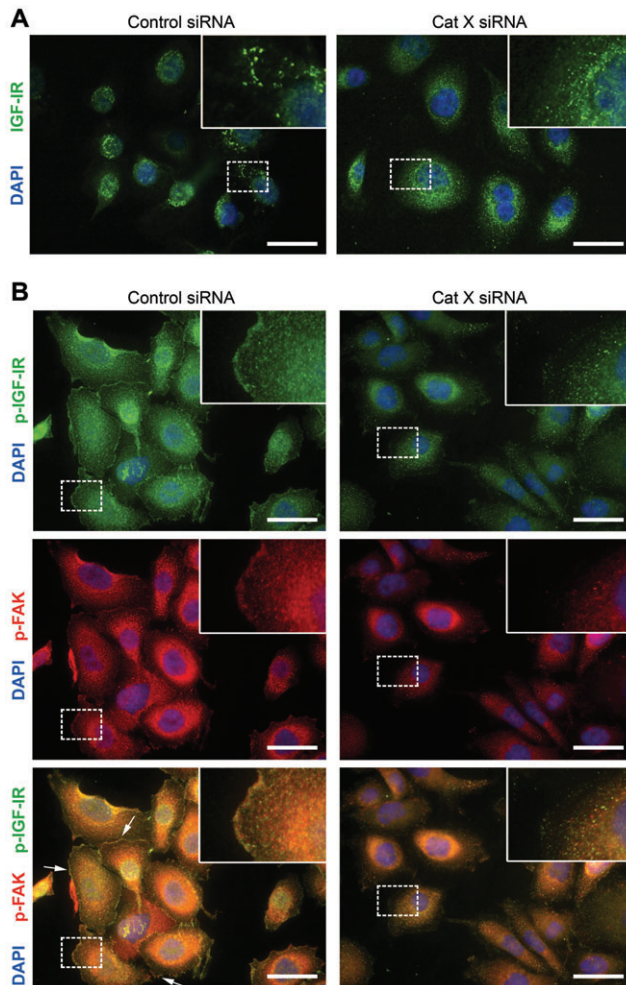 A
Control siRNA
Cat X siRNA
DAPI IGF-IR
B
Control siRNA
Cat X siRNA
DAPI p-IGF-IR
DAPI p-FAK
DAPI p-FAK p-IGF-IR